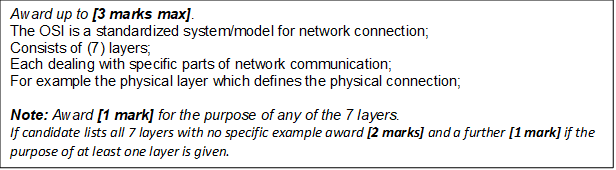 Award up to [3 marks max].
The OSI is a standardized system/model for network connection;
Consists of (7) layers;
Each dealing with specific parts of network communication;
For example the physical layer which defines the physical connection;
Note: Award [1 mark] for the purpose of any of the 7 layers.
If candidate lists all 7 layers with no specific example award [2 marks] and a further [1 mark] if the
purpose of at least one layer is given.